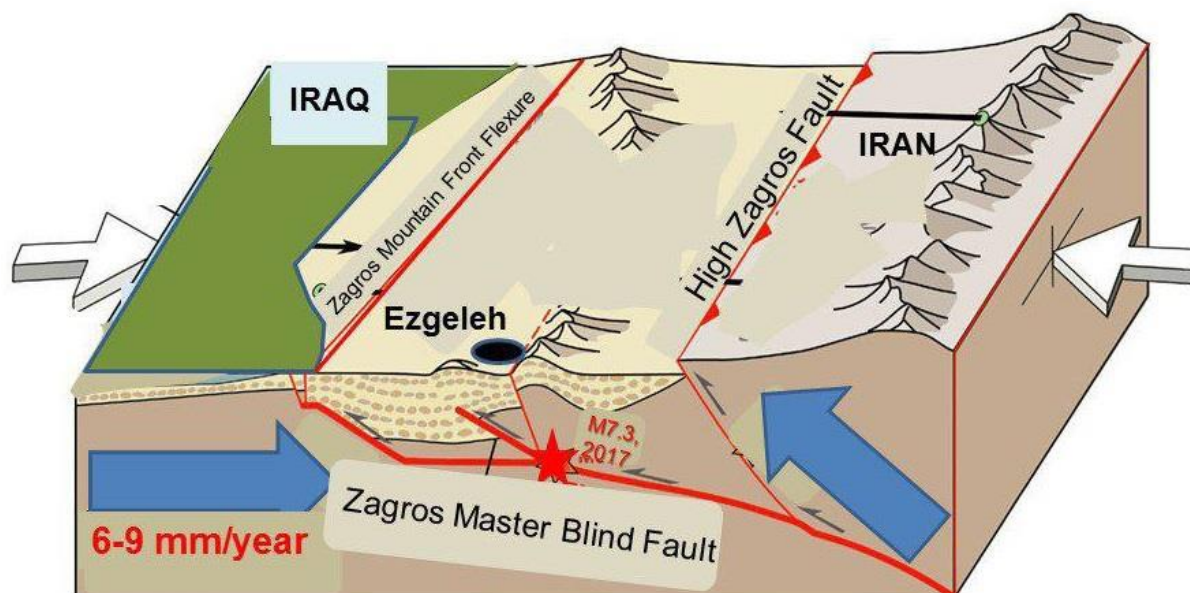 IRAQ
Zagros Mountain Front Flexure
High Zagros Fault
IRAN
Ezgeleh
M7.3,
2017
Zagros Master Blind Fault
6-9 mm/year